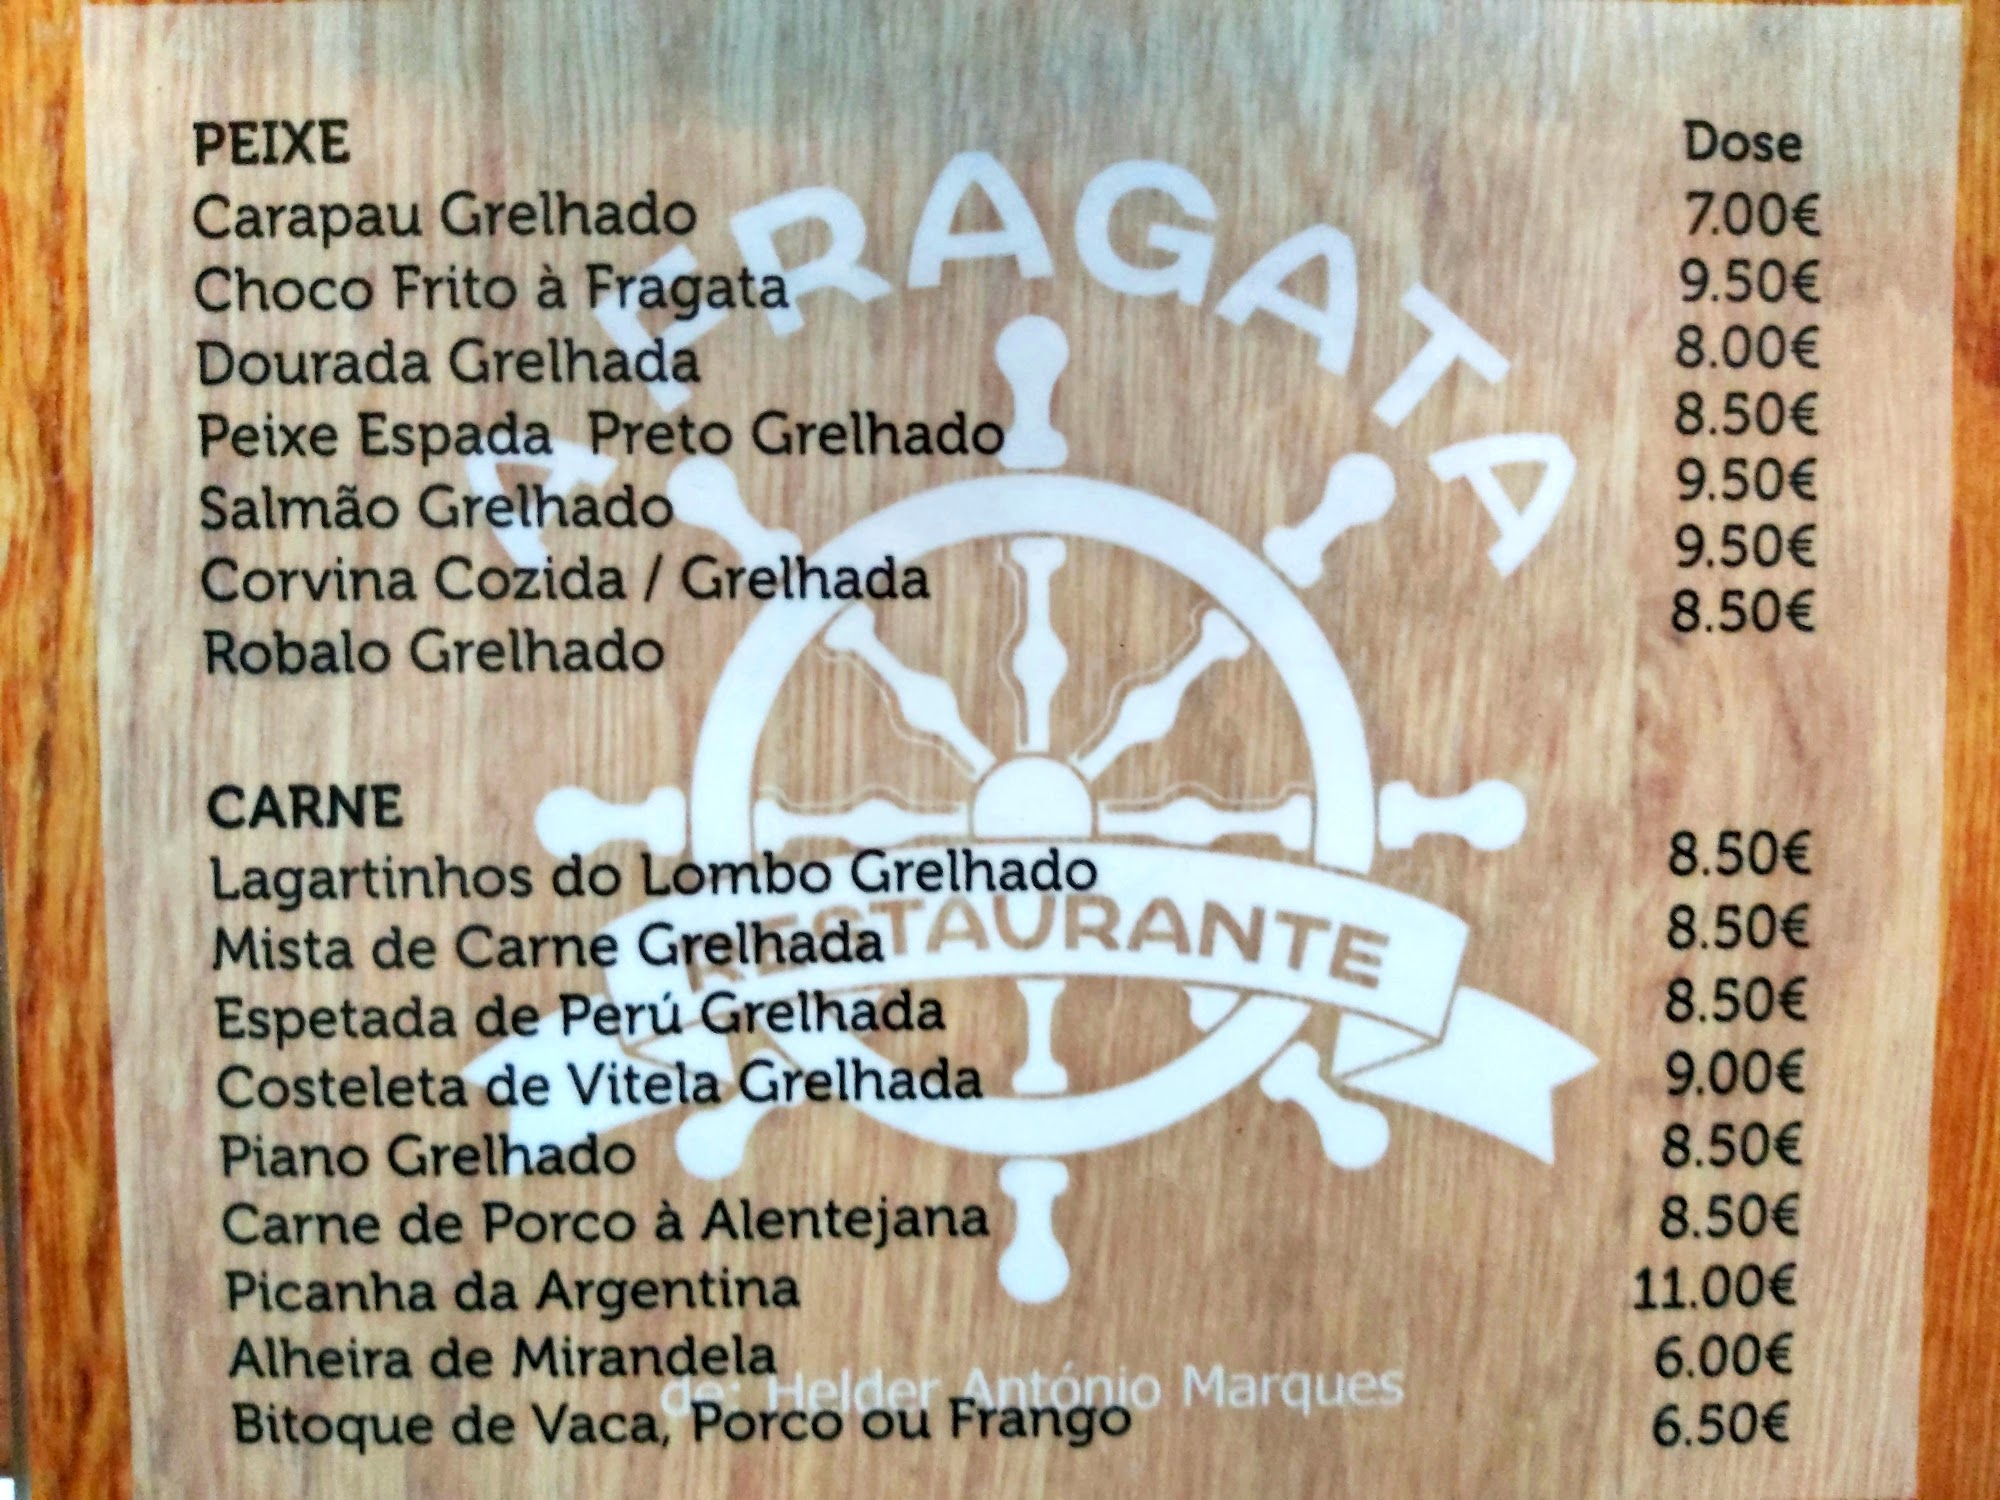 A FRAGATA
RESTAURANTE
de: Helder António Marques
PEIXE Dose
Carapau Grelhado 7.00€
Choco Frito à Fragata 9.50€
Dourada Grelhada 8.00€
Peixe Espada Preto Grelhado 8.50€
Salmão Grelhado 9.50€
Corvina Cozida / Grelhada 9.50€
Robalo Grelhado 8.50€
CARNE
Lagartinhos do Lombo Grelhado 8.50€
Mista de Carne Grelhada 8.50€
Espetada de Perú Grelhada 8.50€
Costeleta de Vitela Grelhada 9.00€
Piano Grelhado 8.50€
Carne de Porco à Alentejana 8.50€
Picanha da Argentina 11.00€
Alheira de Mirandela 6.00€
Bitoque de Vaca, Porco ou Frango 6.50€